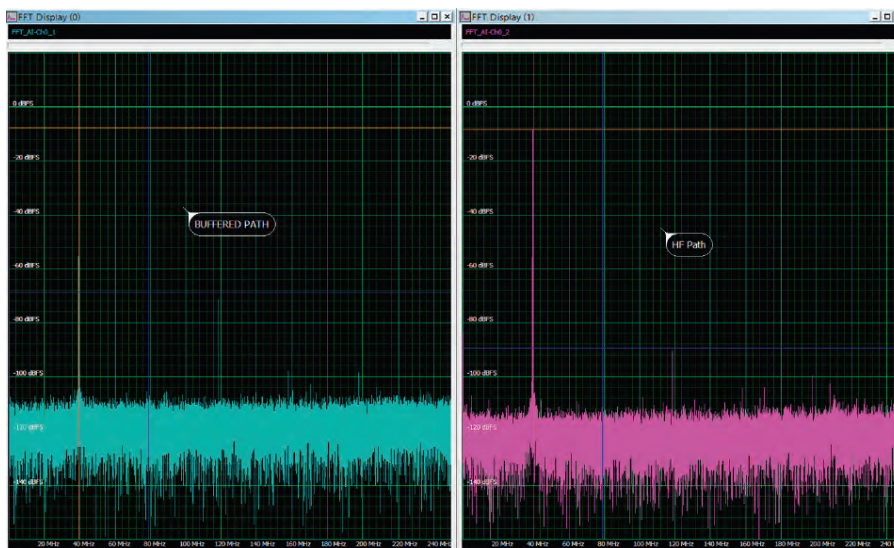 FFT Display (0)
FFT_AI-Ch0_1
0 dBFS
-20 dBFS
-40 dBFS
BUFFERED PATH
-60 dBFS
-80 dBFS
-100 dBFS
-120 dBFS
-140 dBFS
20 MHz 40 MHz 60 MHz 80 MHz 100 MHz 120 MHz 140 MHz 160 MHz 180 MHz 200 MHz 220 MHz 240 MHz
FFT Display (1)
FFT_AI-Ch0_2
0 dBFS
-20 dBFS
-40 dBFS
HF Path
-60 dBFS
-80 dBFS
-100 dBFS
-120 dBFS
-140 dBFS
20 MHz 40 MHz 60 MHz 80 MHz 100 MHz 120 MHz 140 MHz 160 MHz 180 MHz 200 MHz 220 MHz 240 M